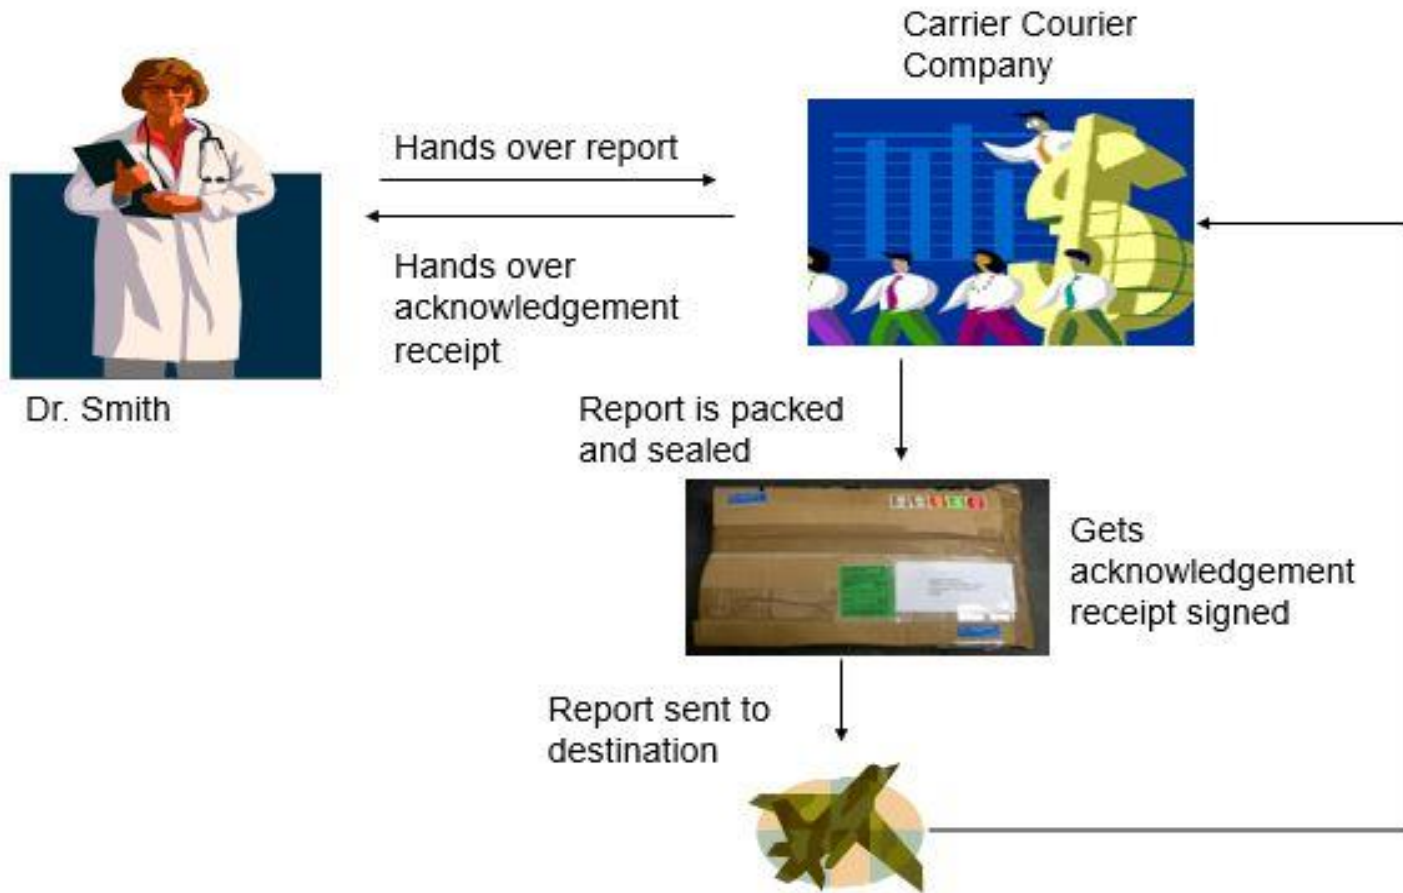 Carrier Courier
Company
Hands over report
Hands over
acknowledgement
receipt
Dr. Smith
Report is packed
and sealed
Gets
acknowledgement
receipt signed
Report sent to
destination